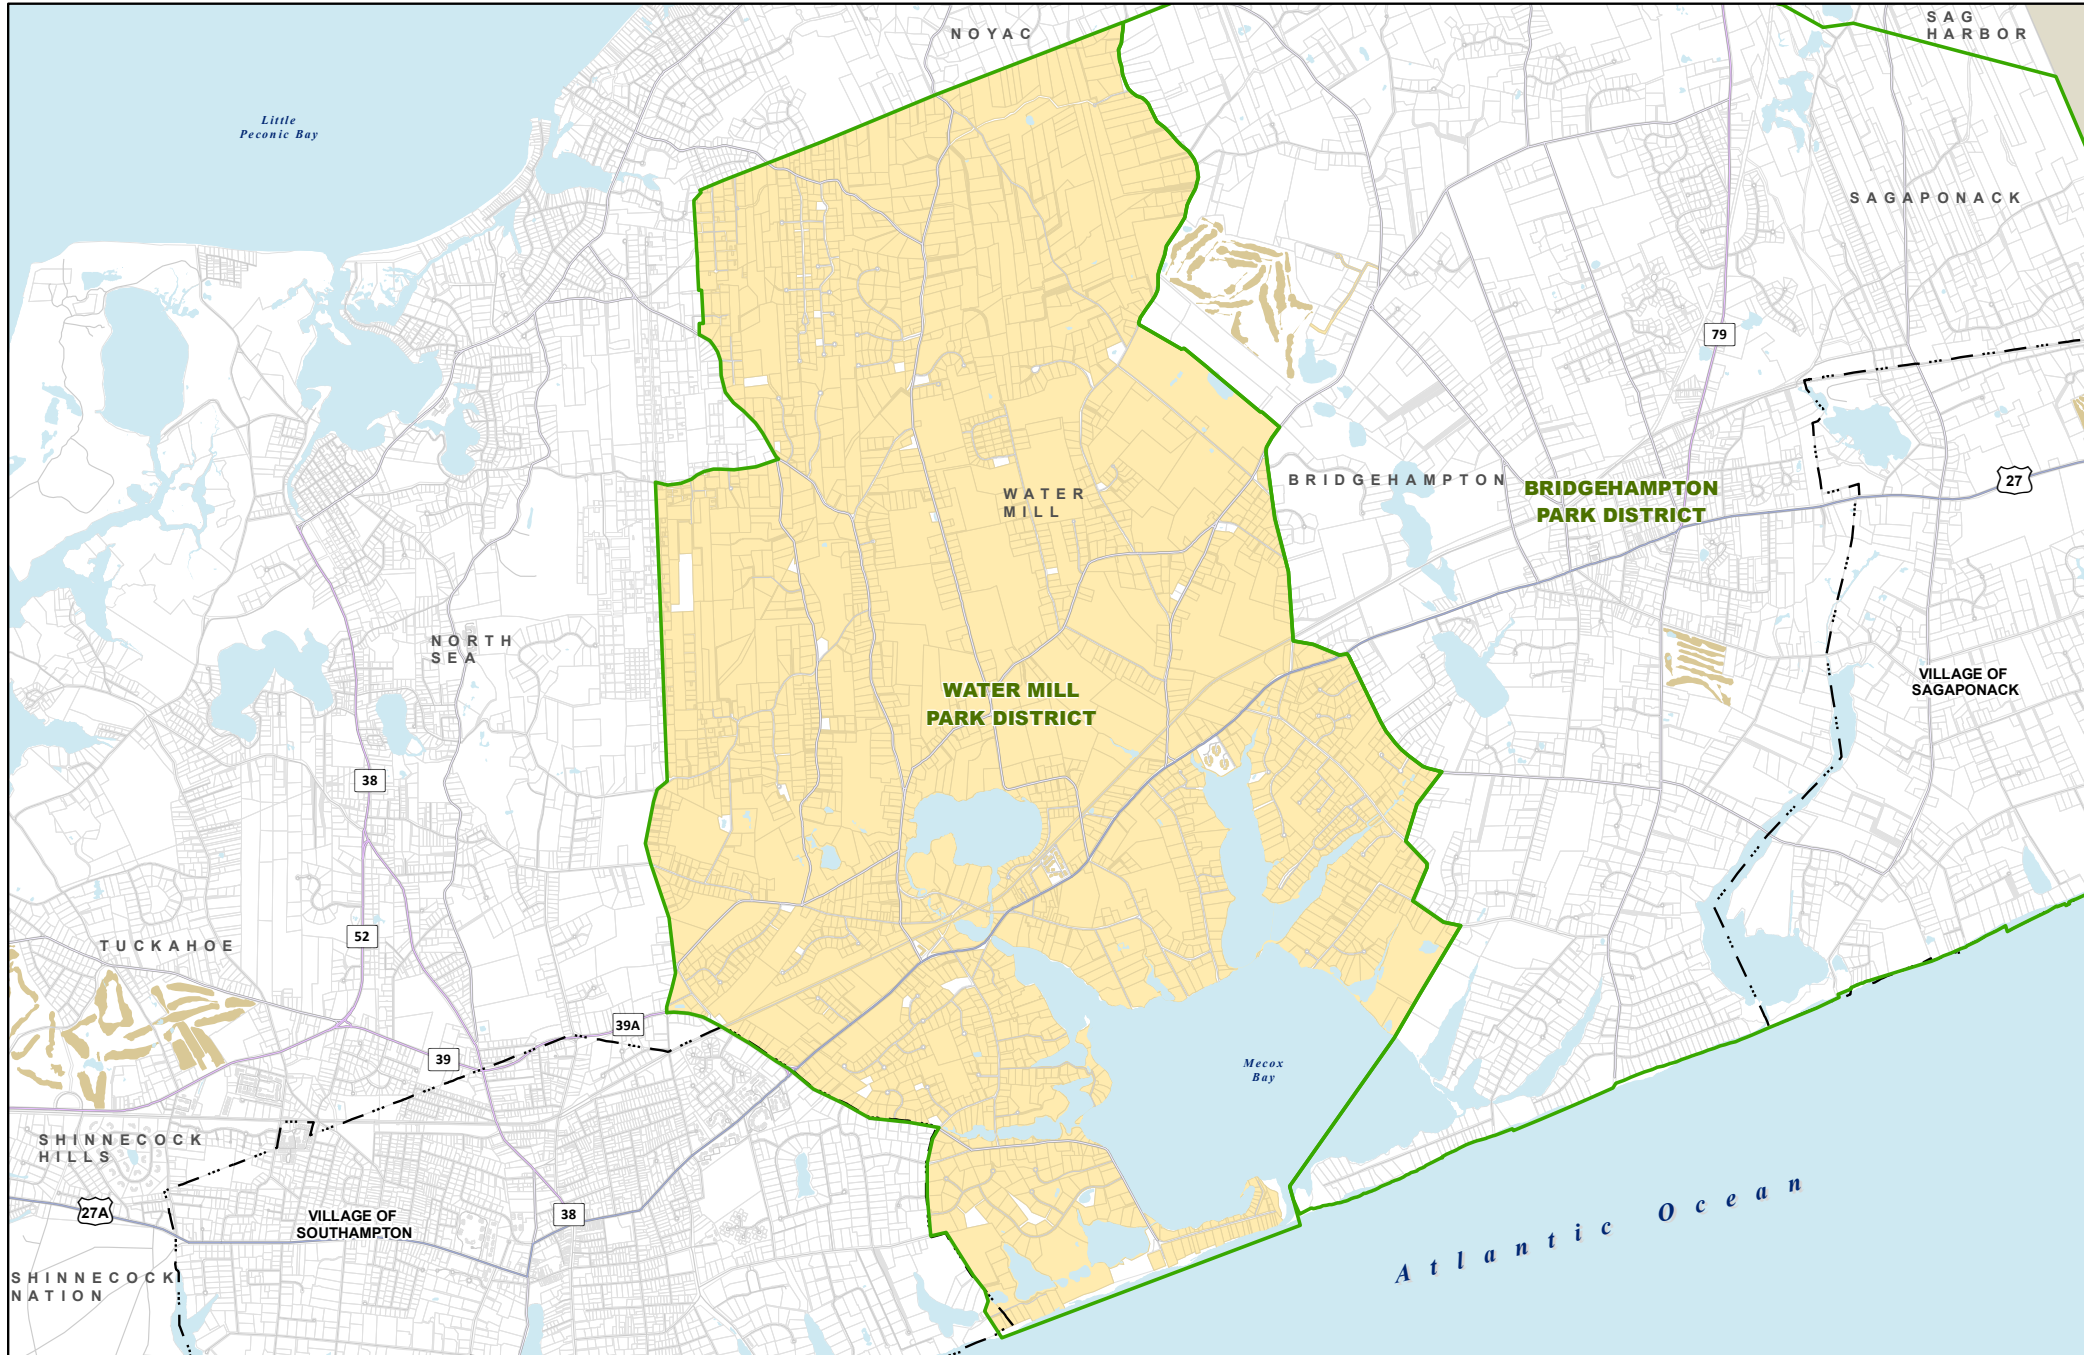 NOYAC
SAG
HARBOR
Little
Peconic Bay
SAGAPONACK
79
BRIDGEHAMPTON
BRIDGEHAMPTON
PARK DISTRICT
27
WATER
MILL
NORTH
SEA
WATER MILL
PARK DISTRICT
VILLAGE OF
SAGAPONACK
38
52
TUCKAHOE
39A
39
Mecox
Bay
SHINNECOCK
HILLS
27A
VILLAGE OF
SOUTHAMPTON
38
Atlantic Ocean
SHINNECOCK
NATION